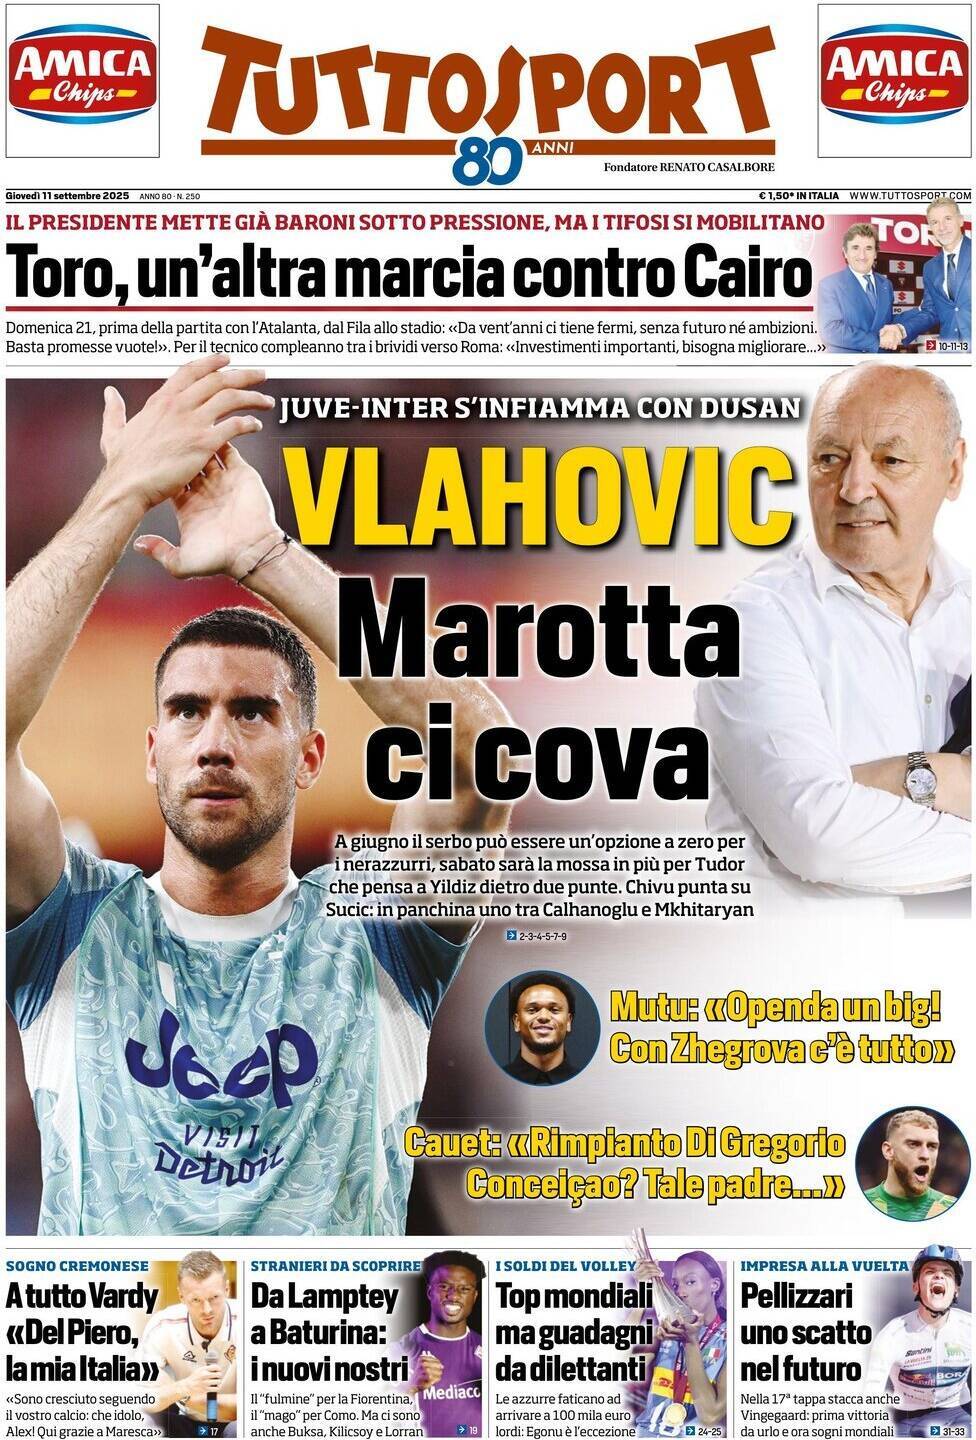 AMICA
Chips
TUTTOSPORT
80 ANNI
Fondatore RENATO CASALBORE
AMICA
Chips
Giovedì 11 settembre 2025 ANNO 80 - N. 250
€ 1,50* IN ITALIA WWW.TUTTOSPORT.COM
IL PRESIDENTE METTE GIÀ BARONI SOTTO PRESSIONE, MA I TIFOSI SI MOBILITANO
Toro, un’altra marcia contro Cairo
Domenica 21, prima della partita con l’Atalanta, dal Fila allo stadio: «Da vent’anni ci tiene fermi, senza futuro né ambizioni.
Basta promesse vuote!». Per il tecnico compleanno tra i brividi verso Roma: «Investimenti importanti, bisogna migliorare...»
10-11-13
JUVE-INTER S’INFIAMMA CON DUSAN
VLAHOVIC
Marotta
ci cova
A giugno il serbo può essere un’opzione a zero per
i nerazzurri, sabato sarà la mossa in più per Tudor
che pensa a Yildiz dietro due punte. Chivu punta su
Sucic: in panchina uno tra Calhanoglu e Mkhitaryan
2-3-4-5-7-9
Jeep
VISIT
Detroit
Mutu: «Openda un big!
Con Zhegrova c’è tutto»
Cauet: «Rimpianto Di Gregorio
Conceiçao? Tale padre...»
SOGNO CREMONESE
A tutto Vardy
«Del Piero,
la mia Italia»
«Sono cresciuto seguendo
il vostro calcio: che idolo,
Alex! Qui grazie a Maresca»
17
STRANIERI DA SCOPRIRE
Da Lamptey
a Baturina:
i nuovi nostri
Il “fulmine” per la Fiorentina,
il “mago” per Como. Ma ci sono
anche Buksa, Kilicsoy e Lorran
Mediaco
19
I SOLDI DEL VOLLEY
Top mondiali
ma guadagni
da dilettanti
Le azzurre faticano ad
arrivare a 100 mila euro
lordi: Egonu è l’eccezione
24-25
IMPRESA ALLA VUELTA
Pellizzari
uno scatto
nel futuro
Nella 17ª tappa stacca anche
Vingegaard: prima vittoria
da urlo e ora sogni mondiali
Santini
31-33